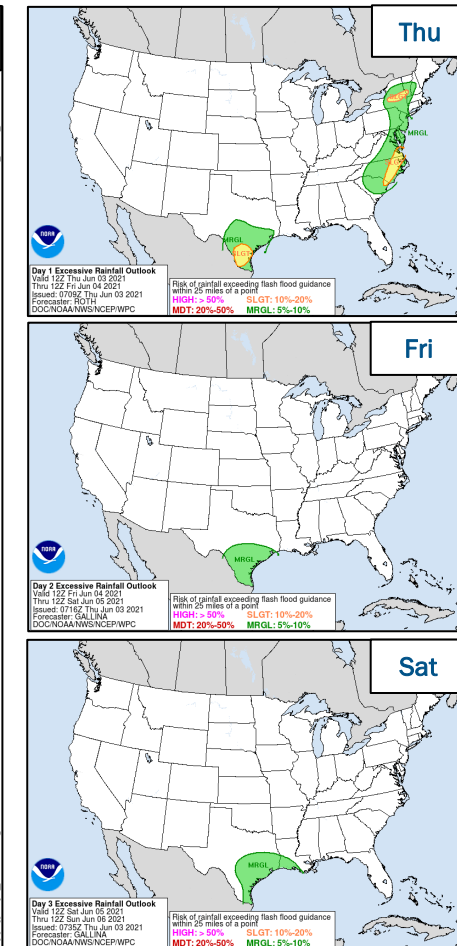 Thu
MRGL
SLGT
MRGL
SLGT
NOAA
Day 1 Excessive Rainfall Outlook
Valid 12Z Thu Jun 03 2021
Thru 12Z Fri Jun 04 2021
Issued: 0709Z Thu Jun 03 2021
Forecaster: ROTH
DOC/NOAA/NWS/NCEP/WPC
Risk of rainfall exceeding flash flood guidance
within 25 miles of a point
HIGH: > 50% SLGT: 10%-20%
MDT: 20%-50% MRGL: 5%-10%
Fri
MRGL
NOAA
Day 2 Excessive Rainfall Outlook
Valid 12Z Fri Jun 04 2021
Thru 12Z Sat Jun 05 2021
Issued: 0716Z Thu Jun 03 2021
Forecaster: GALLINA
DOC/NOAA/NWS/NCEP/WPC
Risk of rainfall exceeding flash flood guidance
within 25 miles of a point
HIGH: > 50% SLGT: 10%-20%
MDT: 20%-50% MRGL: 5%-10%
Sat
MRGL
NOAA
Day 3 Excessive Rainfall Outlook
Valid 12Z Sat Jun 05 2021
Thru 12Z Sun Jun 06 2021
Issued: 0735Z Thu Jun 03 2021
Forecaster: GALLINA
DOC/NOAA/NWS/NCEP/WPC
Risk of rainfall exceeding flash flood guidance
within 25 miles of a point
HIGH: > 50% SLGT: 10%-20%
MDT: 20%-50% MRGL: 5%-10%